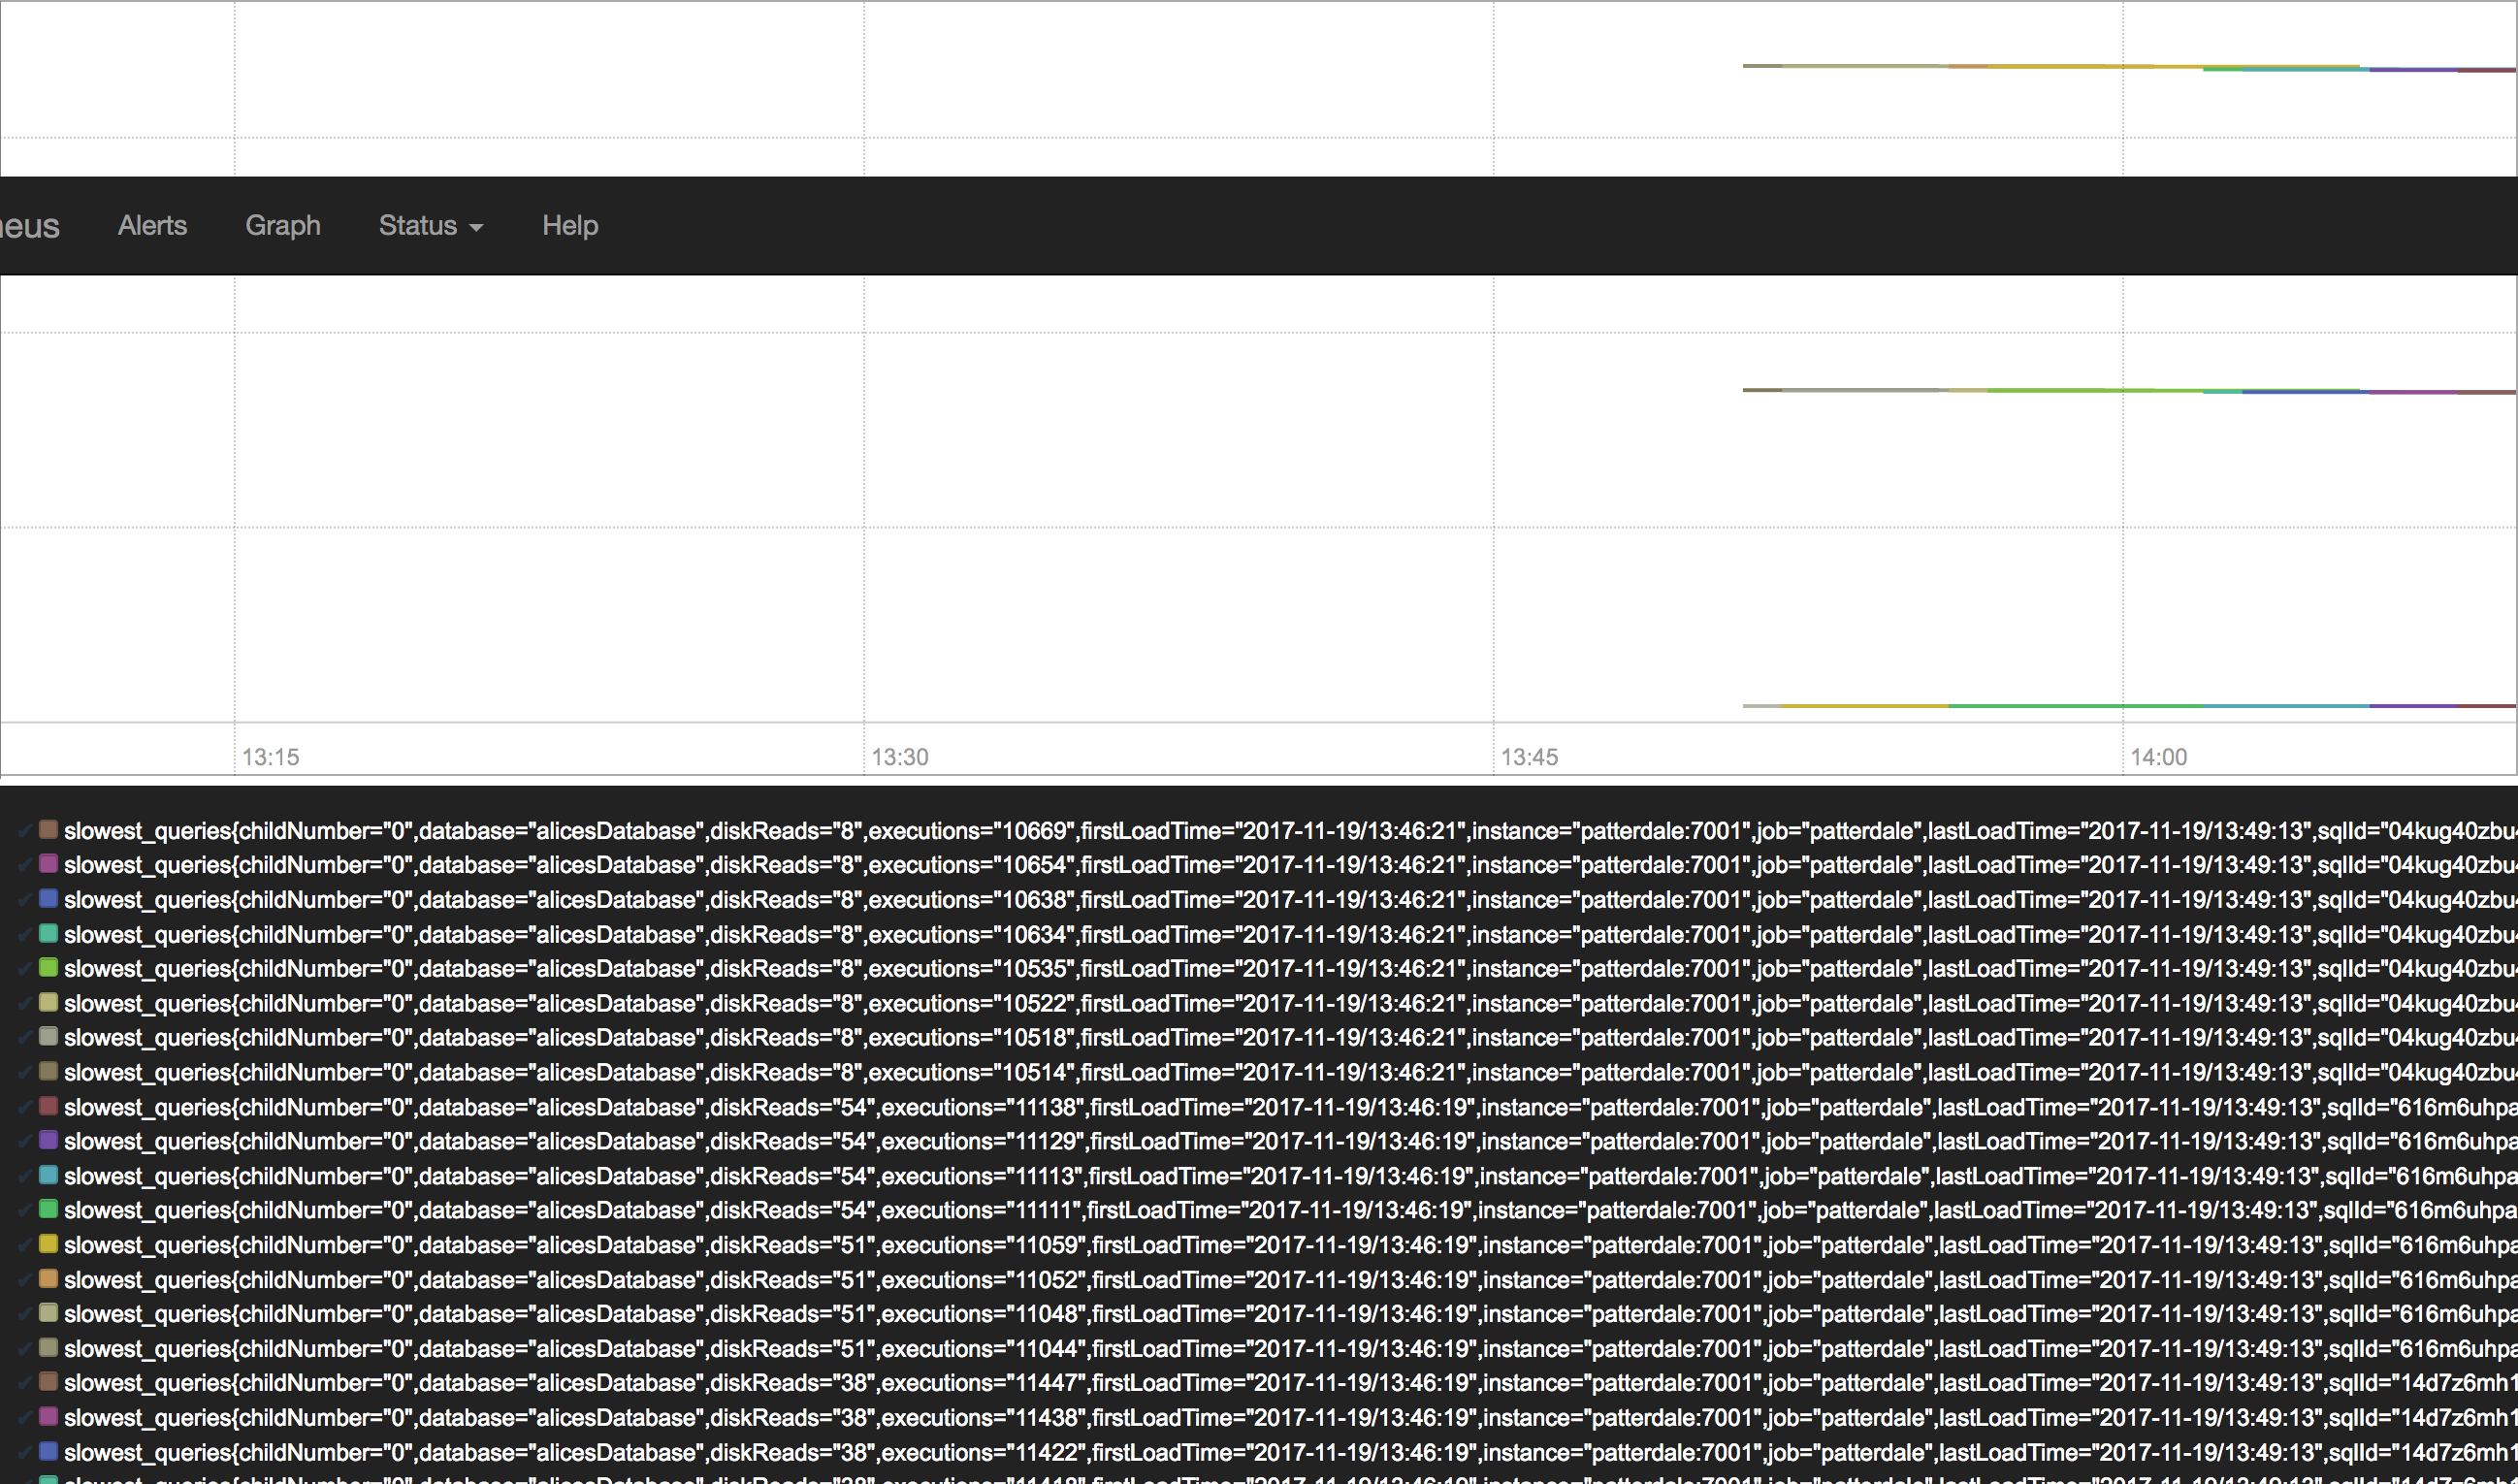 neus Alerts Graph Status Help
13:15 13:30 13:45 14:00
slowest_queries{childNumber="0",database="alicesDatabase",diskReads="8",executions="10669",firstLoadTime="2017-11-19/13:46:21",instance="patterdale:7001",job="patterdale",lastLoadTime="2017-11-19/13:49:13",sqlId="04kug40zbu
slowest_queries{childNumber="0",database="alicesDatabase",diskReads="8",executions="10654",firstLoadTime="2017-11-19/13:46:21",instance="patterdale:7001",job="patterdale",lastLoadTime="2017-11-19/13:49:13",sqlId="04kug40zbu
slowest_queries{childNumber="0",database="alicesDatabase",diskReads="8",executions="10638",firstLoadTime="2017-11-19/13:46:21",instance="patterdale:7001",job="patterdale",lastLoadTime="2017-11-19/13:49:13",sqlId="04kug40zbu
slowest_queries{childNumber="0",database="alicesDatabase",diskReads="8",executions="10634",firstLoadTime="2017-11-19/13:46:21",instance="patterdale:7001",job="patterdale",lastLoadTime="2017-11-19/13:49:13",sqlId="04kug40zbu
slowest_queries{childNumber="0",database="alicesDatabase",diskReads="8",executions="10535",firstLoadTime="2017-11-19/13:46:21",instance="patterdale:7001",job="patterdale",lastLoadTime="2017-11-19/13:49:13",sqlId="04kug40zbu
slowest_queries{childNumber="0",database="alicesDatabase",diskReads="8",executions="10522",firstLoadTime="2017-11-19/13:46:21",instance="patterdale:7001",job="patterdale",lastLoadTime="2017-11-19/13:49:13",sqlId="04kug40zbu
slowest_queries{childNumber="0",database="alicesDatabase",diskReads="8",executions="10518",firstLoadTime="2017-11-19/13:46:21",instance="patterdale:7001",job="patterdale",lastLoadTime="2017-11-19/13:49:13",sqlId="04kug40zbu
slowest_queries{childNumber="0",database="alicesDatabase",diskReads="8",executions="10514",firstLoadTime="2017-11-19/13:46:21",instance="patterdale:7001",job="patterdale",lastLoadTime="2017-11-19/13:49:13",sqlId="04kug40zbu
slowest_queries{childNumber="0",database="alicesDatabase",diskReads="54",executions="11138",firstLoadTime="2017-11-19/13:46:19",instance="patterdale:7001",job="patterdale",lastLoadTime="2017-11-19/13:49:13",sqlId="616m6uhpa
slowest_queries{childNumber="0",database="alicesDatabase",diskReads="54",executions="11129",firstLoadTime="2017-11-19/13:46:19",instance="patterdale:7001",job="patterdale",lastLoadTime="2017-11-19/13:49:13",sqlId="616m6uhpa
slowest_queries{childNumber="0",database="alicesDatabase",diskReads="54",executions="11113",firstLoadTime="2017-11-19/13:46:19",instance="patterdale:7001",job="patterdale",lastLoadTime="2017-11-19/13:49:13",sqlId="616m6uhpa
slowest_queries{childNumber="0",database="alicesDatabase",diskReads="54",executions="11111",firstLoadTime="2017-11-19/13:46:19",instance="patterdale:7001",job="patterdale",lastLoadTime="2017-11-19/13:49:13",sqlId="616m6uhpa
slowest_queries{childNumber="0",database="alicesDatabase",diskReads="51",executions="11059",firstLoadTime="2017-11-19/13:46:19",instance="patterdale:7001",job="patterdale",lastLoadTime="2017-11-19/13:49:13",sqlId="616m6uhpa
slowest_queries{childNumber="0",database="alicesDatabase",diskReads="51",executions="11052",firstLoadTime="2017-11-19/13:46:19",instance="patterdale:7001",job="patterdale",lastLoadTime="2017-11-19/13:49:13",sqlId="616m6uhpa
slowest_queries{childNumber="0",database="alicesDatabase",diskReads="51",executions="11048",firstLoadTime="2017-11-19/13:46:19",instance="patterdale:7001",job="patterdale",lastLoadTime="2017-11-19/13:49:13",sqlId="616m6uhpa
slowest_queries{childNumber="0",database="alicesDatabase",diskReads="51",executions="11044",firstLoadTime="2017-11-19/13:46:19",instance="patterdale:7001",job="patterdale",lastLoadTime="2017-11-19/13:49:13",sqlId="616m6uhpa
slowest_queries{childNumber="0",database="alicesDatabase",diskReads="38",executions="11447",firstLoadTime="2017-11-19/13:46:19",instance="patterdale:7001",job="patterdale",lastLoadTime="2017-11-19/13:49:13",sqlId="14d7z6mh1
slowest_queries{childNumber="0",database="alicesDatabase",diskReads="38",executions="11438",firstLoadTime="2017-11-19/13:46:19",instance="patterdale:7001",job="patterdale",lastLoadTime="2017-11-19/13:49:13",sqlId="14d7z6mh1
slowest_queries{childNumber="0",database="alicesDatabase",diskReads="38",executions="11422",firstLoadTime="2017-11-19/13:46:19",instance="patterdale:7001",job="patterdale",lastLoadTime="2017-11-19/13:49:13",sqlId="14d7z6mh1